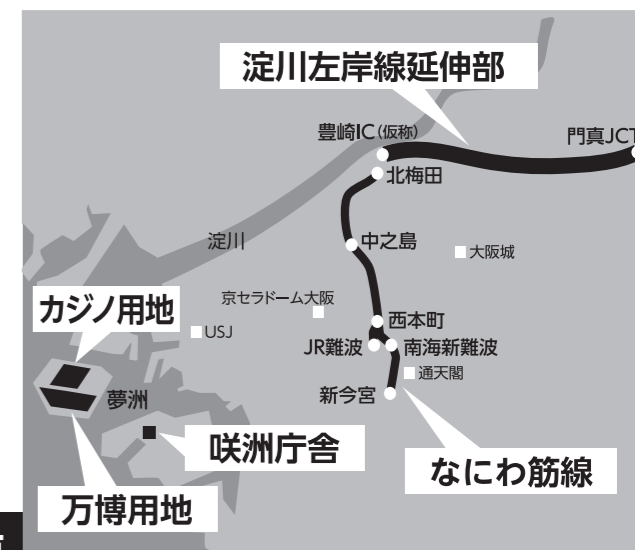 淀川左岸線延伸部
豊崎IC(仮称)
門真JCT
北梅田
淀川
中之島
大阪城
京セラドーム大阪
カジノ用地
USJ
西本町
JR難波
南海新難波
通天閣
夢洲
新今宮
咲洲庁舎
なにわ筋線
万博用地